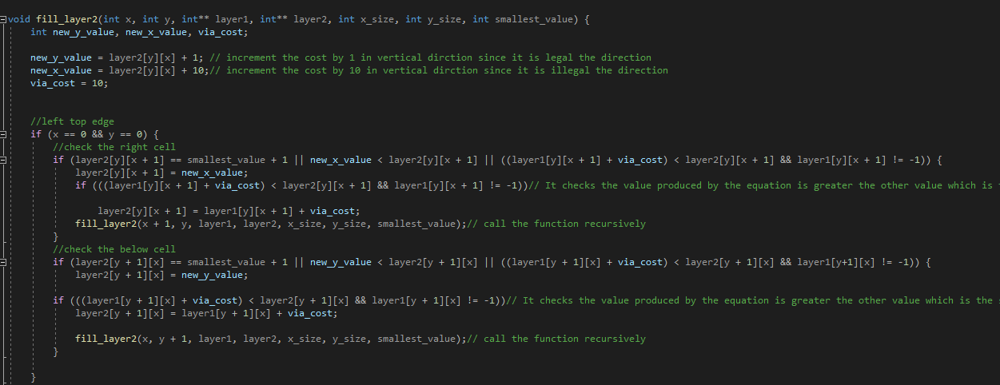 void fill_layer2(int x, int y, int** layer1, int** layer2, int x_size, int y_size, int smallest_value) {
int new_y_value, new_x_value, via_cost;
new_y_value = layer2[y][x] + 1; // increment the cost by 1 in vertical dirction since it is legal the direction
new_x_value = layer2[y][x] + 10;// increment the cost by 10 in vertical dirction since it is illegal the direction
via_cost = 10;
//left top edge
if (x == 0 && y == 0) {
//check the right cell
if (layer2[y][x + 1] == smallest_value + 1 || new_x_value < layer2[y][x + 1] || ((layer1[y][x + 1] + via_cost) < layer2[y][x + 1] && layer1[y][x + 1] != -1)) {
layer2[y][x + 1] = new_x_value;
if (((layer1[y][x + 1] + via_cost) < layer2[y][x + 1] && layer1[y][x + 1] != -1))// It checks the value produced by the equation is greater the other value which is
layer2[y][x + 1] = layer1[y][x + 1] + via_cost;
fill_layer2(x + 1, y, layer1, layer2, x_size, y_size, smallest_value);// call the function recursively
}
//check the below cell
if (layer2[y + 1][x] == smallest_value + 1 || new_y_value < layer2[y + 1][x] || ((layer1[y + 1][x] + via_cost) < layer2[y + 1][x] && layer1[y+1][x] != -1)) {
layer2[y + 1][x] = new_y_value;
if (((layer1[y + 1][x] + via_cost) < layer2[y + 1][x] && layer1[y + 1][x] != -1))// It checks the value produced by the equation is greater the other value which is the
layer2[y + 1][x] = layer1[y + 1][x] + via_cost;
fill_layer2(x, y + 1, layer1, layer2, x_size, y_size, smallest_value);// call the function recursively
}
}